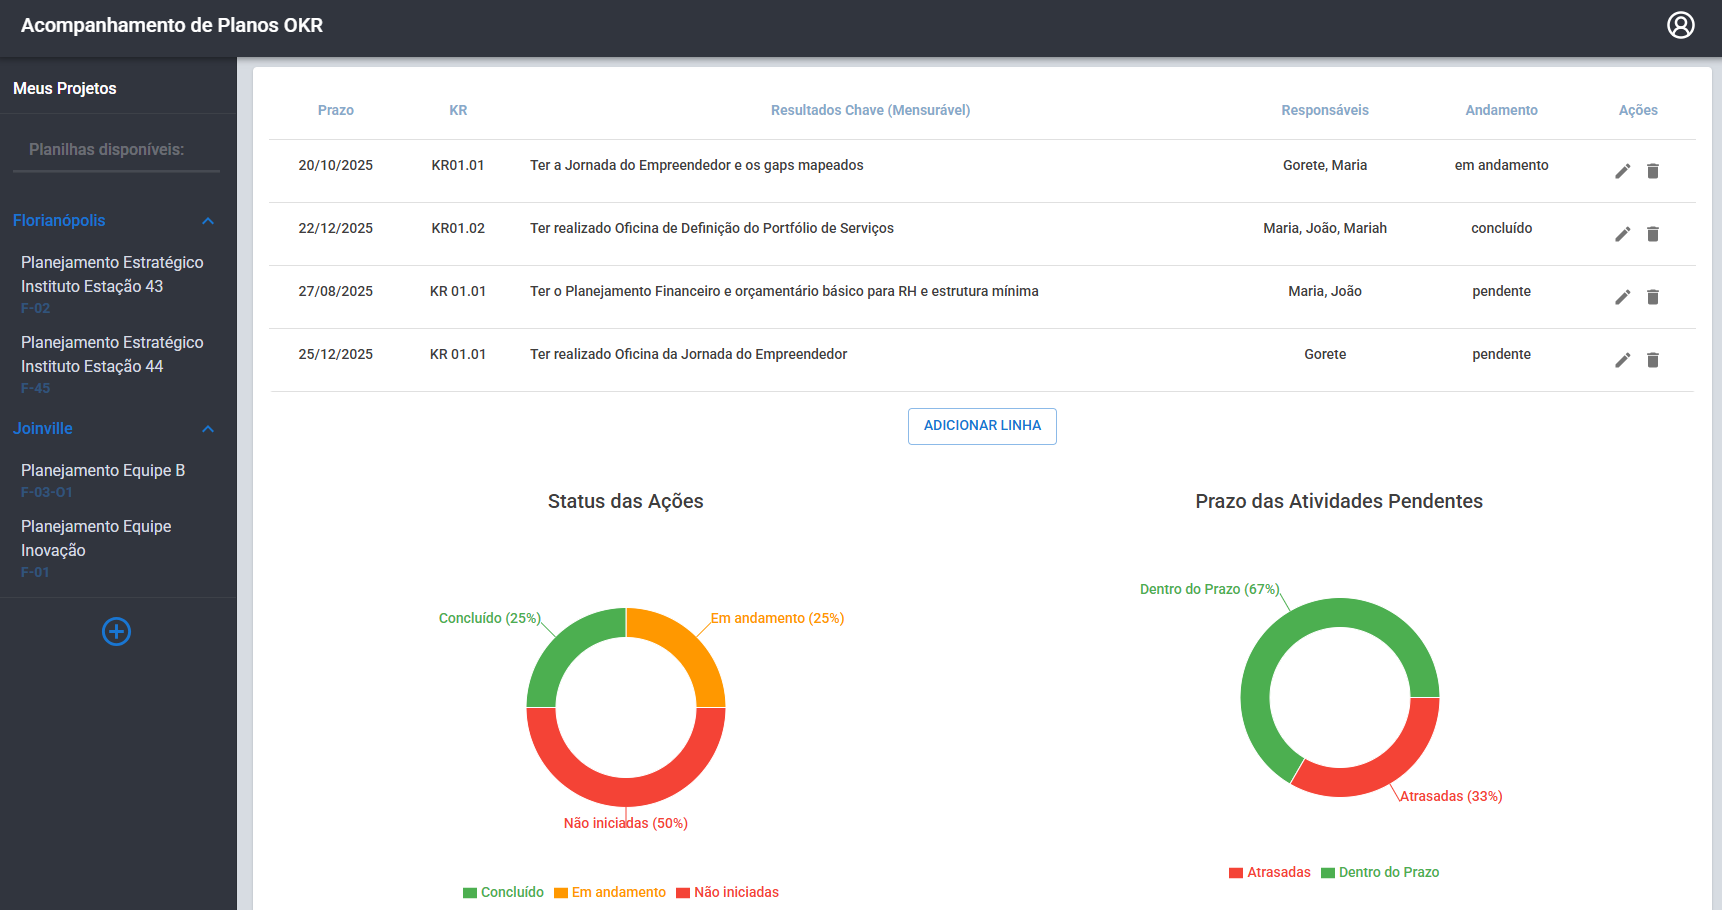 Acompanhamento de Planos OKR
Meus Projetos
Planilhas disponíveis:
Florianópolis
Planejamento Estratégico
Instituto Estação 43
F-02
Planejamento Estratégico
Instituto Estação 44
F-45
Joinville
Planejamento Equipe B
F-03-O1
Planejamento Equipe
Inovação
F-01
Prazo KR Resultados Chave (Mensurável) Responsáveis Andamento Ações
20/10/2025 KR01.01 Ter a Jornada do Empreendedor e os gaps mapeados Gorete, Maria em andamento
22/12/2025 KR01.02 Ter realizado Oficina de Definição do Portfólio de Serviços Maria, João, Mariah concluído
27/08/2025 KR 01.01 Ter o Planejamento Financeiro e orçamentário básico para RH e estrutura mínima Maria, João pendente
25/12/2025 KR 01.01 Ter realizado Oficina da Jornada do Empreendedor Gorete pendente
ADICIONAR LINHA
Status das Ações
Concluído (25%)
Em andamento (25%)
Não iniciadas (50%)
Concluído Em andamento Não iniciadas
Prazo das Atividades Pendentes
Dentro do Prazo (67%)
Atrasadas (33%)
Atrasadas Dentro do Prazo